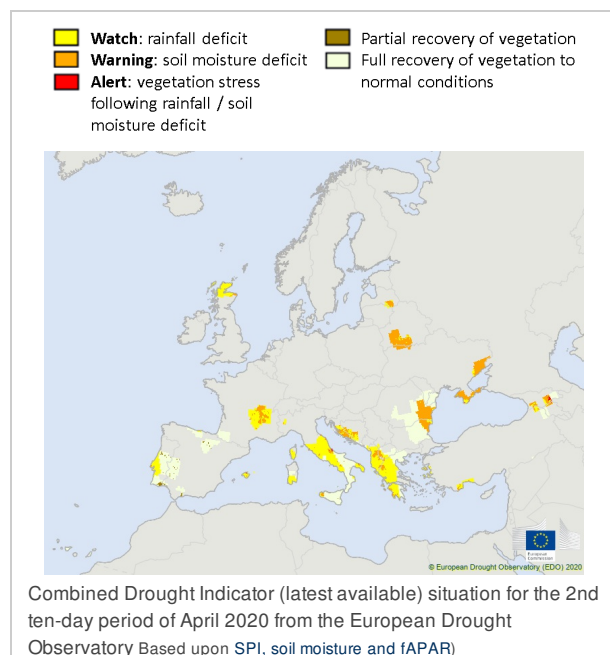 Watch: rainfall deficit
Warning: soil moisture deficit
Alert: vegetation stress
following rainfall / soil
moisture deficit
Partial recovery of vegetation
Full recovery of vegetation to
normal conditions
European
Commission
© European Drought Observatory (EDO) 2020
Combined Drought Indicator (latest available) situation for the 2nd
ten-day period of April 2020 from the European Drought
Observatory Based upon SPI, soil moisture and fAPAR)